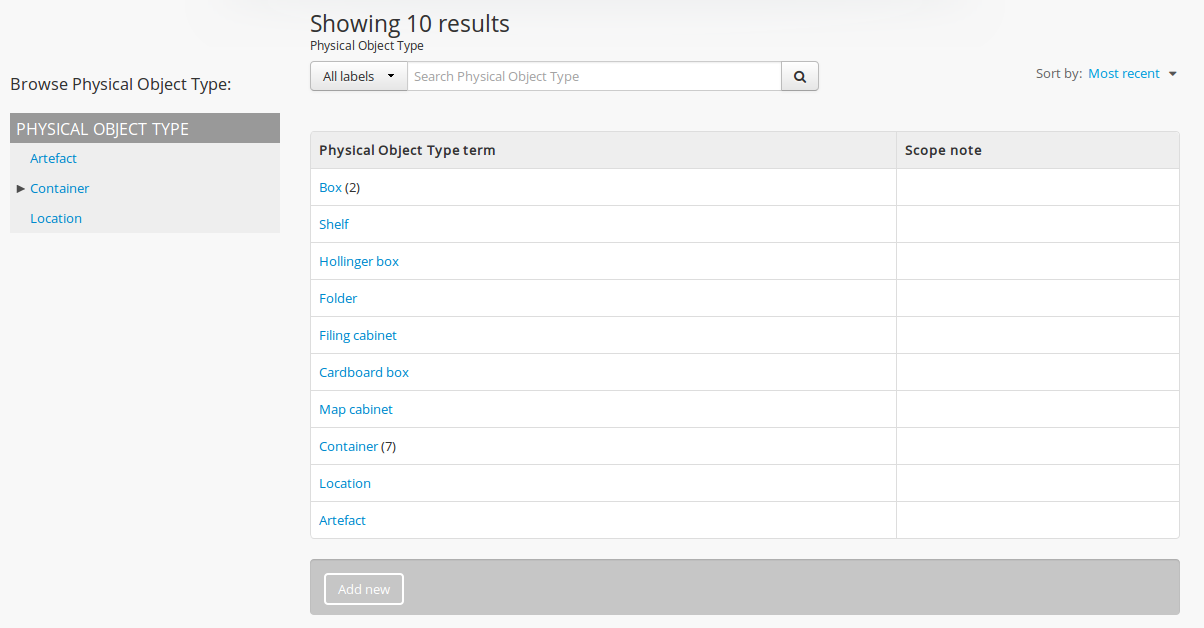 Showing 10 results
Physical Object Type
Browse Physical Object Type:
All labels
Search Physical Object Type
Sort by: Most recent
PHYSICAL OBJECT TYPE
Artefact
Container
Location
Physical Object Type term Scope note
Box (2)
Shelf
Hollinger box
Folder
Filing cabinet
Cardboard box
Map cabinet
Container (7)
Location
Artefact
Add new